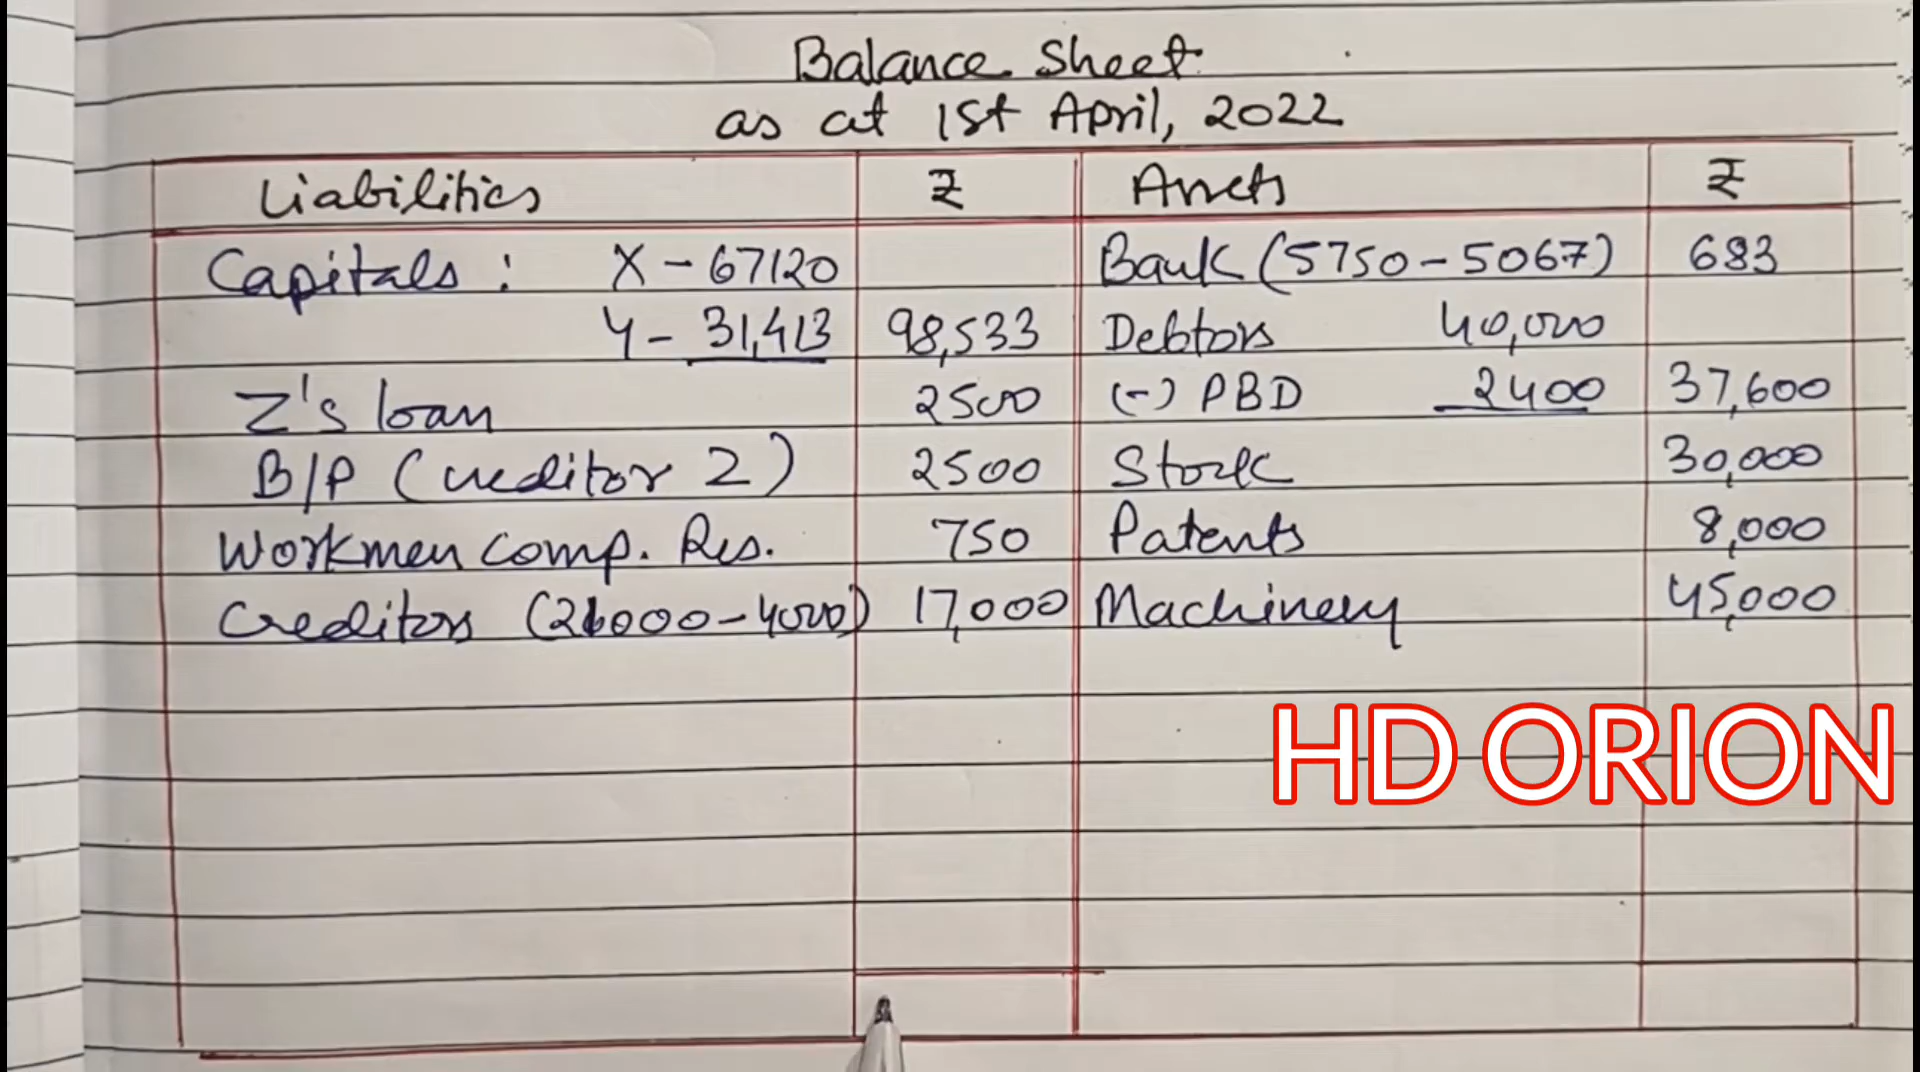 Balance Sheet
as at 1st April, 2022
Liabilities ₹ Assets ₹
Capitals : X - 67120 Bank (5750 - 5067) 683
Y - 31,413 98,533 Debtors 40,000
Z's loan 2500 (-) PBD 2400 37,600
B/P (creditor 2) 2500 Stock 30,000
Workmen comp. Res. 750 Patents 8,000
Creditors (21000-4000) 17,000 Machinery 45,000
HD ORION